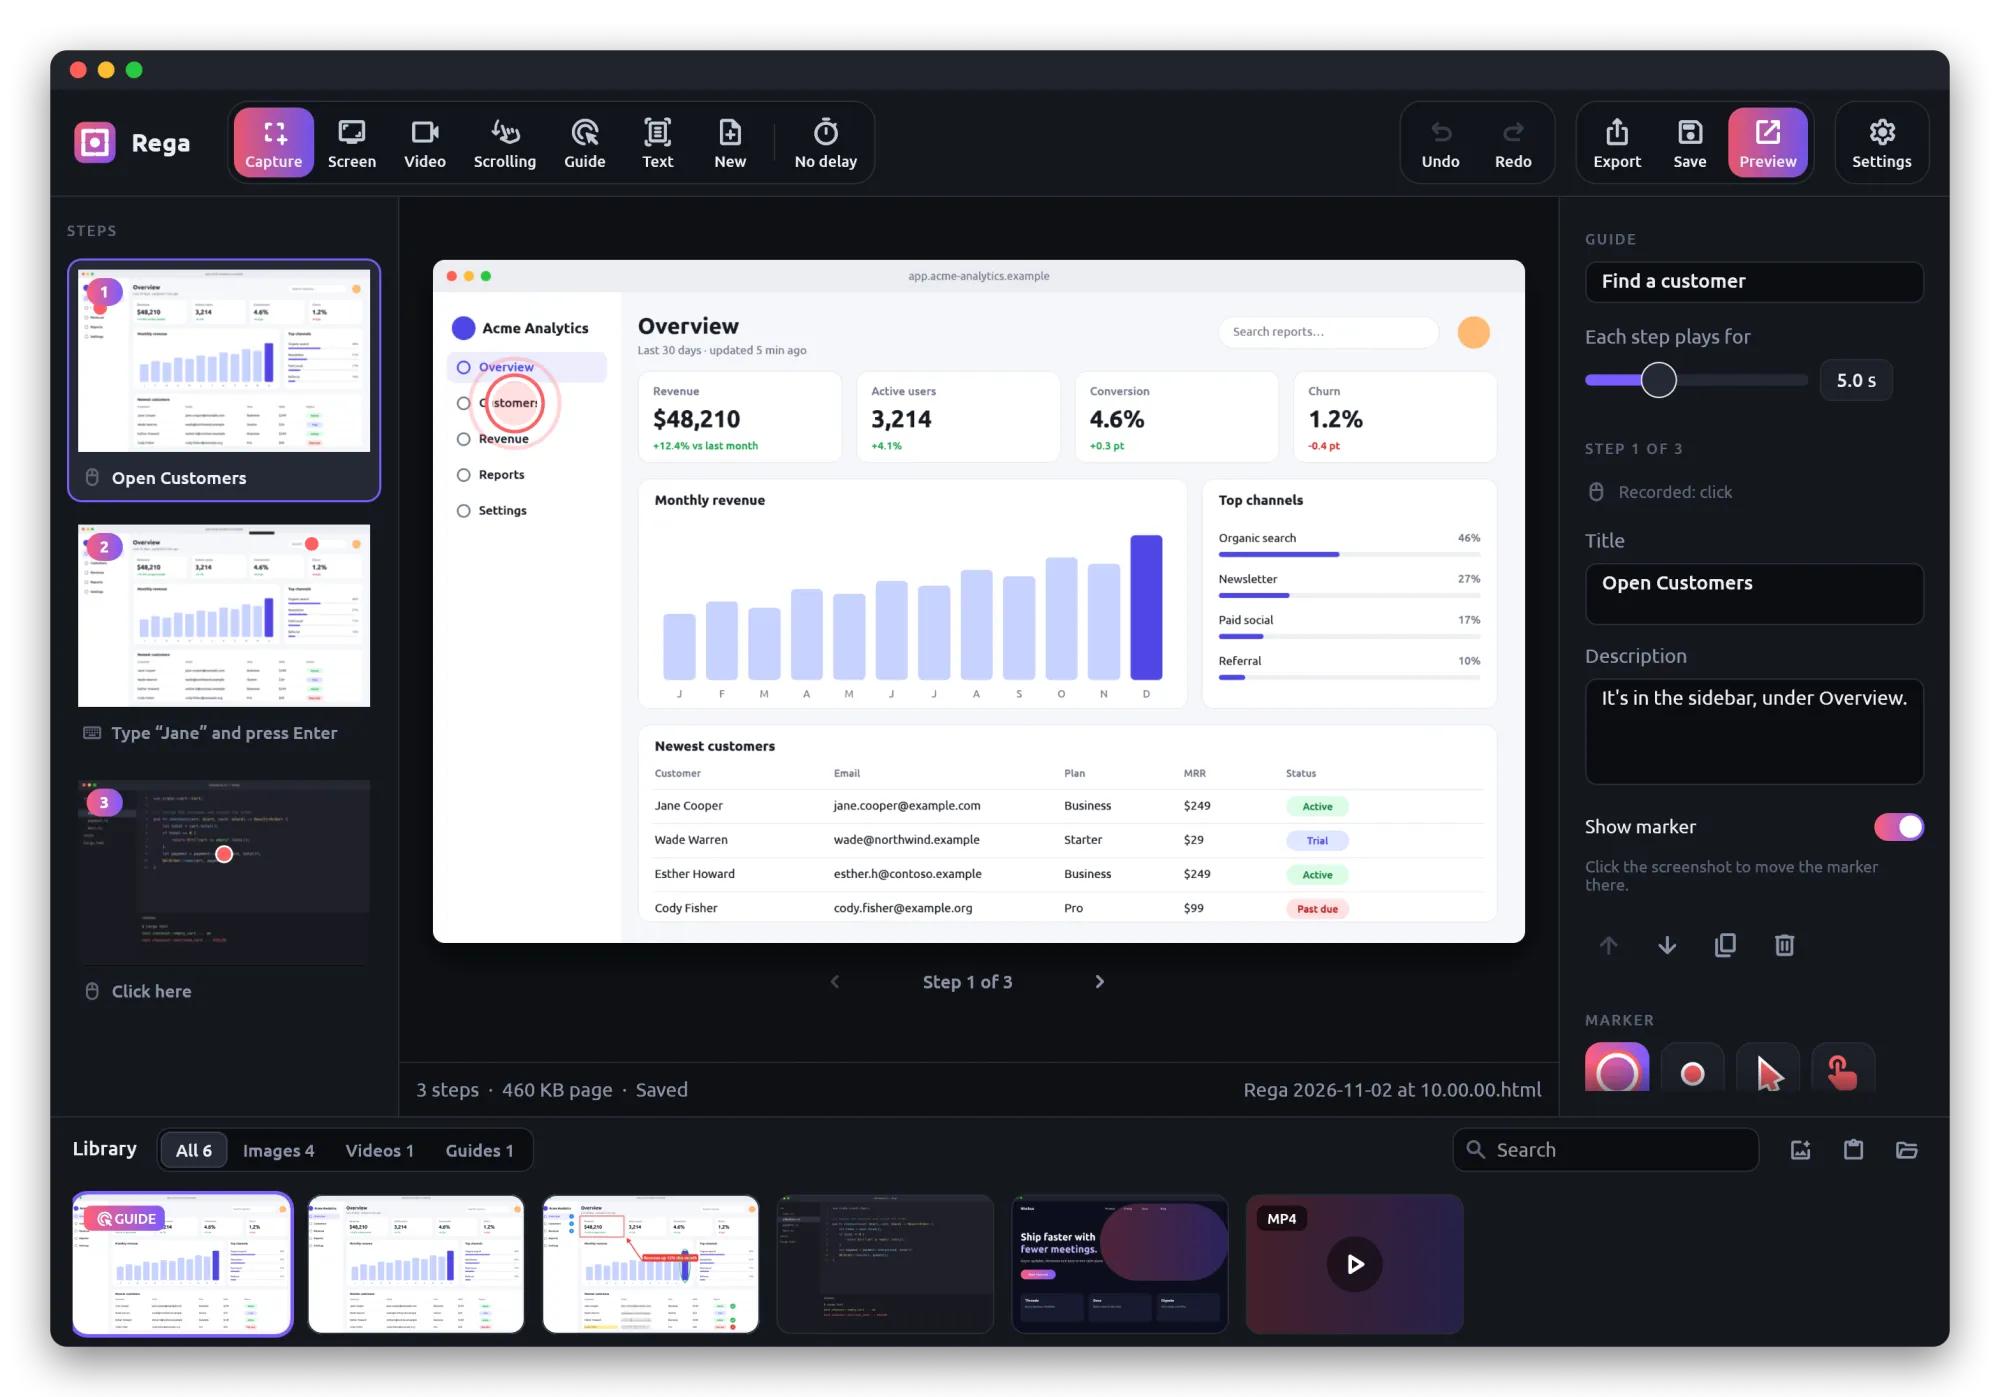 Rega
Capture
Screen
Video
Scrolling
Guide
Text
New
No delay
Undo
Redo
Export
Save
Preview
Settings
STEPS
1
Open Customers
2
Type “Jane” and press Enter
3
Click here
app.acme-analytics.example
Acme Analytics
Overview
Customers
Revenue
Reports
Settings
Overview
Last 30 days · updated 5 min ago
Search reports…
Revenue
$48,210
+12.4% vs last month
Active users
3,214
+4.1%
Conversion
4.6%
+0.3 pt
Churn
1.2%
-0.4 pt
Monthly revenue
J F M A M J J A S O N D
Top channels
Organic search 46%
Newsletter 27%
Paid social 17%
Referral 10%
Newest customers
Customer Email Plan MRR Status
Jane Cooper jane.cooper@example.com Business $249 Active
Wade Warren wade@northwind.example Starter $29 Trial
Esther Howard esther.h@contoso.example Business $249 Active
Cody Fisher cody.fisher@example.org Pro $99 Past due
Step 1 of 3
3 steps · 460 KB page · Saved
Rega 2026-11-02 at 10.00.00.html
GUIDE
Find a customer
Each step plays for
5.0 s
STEP 1 OF 3
Recorded: click
Title
Open Customers
Description
It's in the sidebar, under Overview.
Show marker
Click the screenshot to move the marker
there.
MARKER
Library
All 6
Images 4
Videos 1
Guides 1
Search
GUIDE
Ship faster with
fewer meetings.
MP4